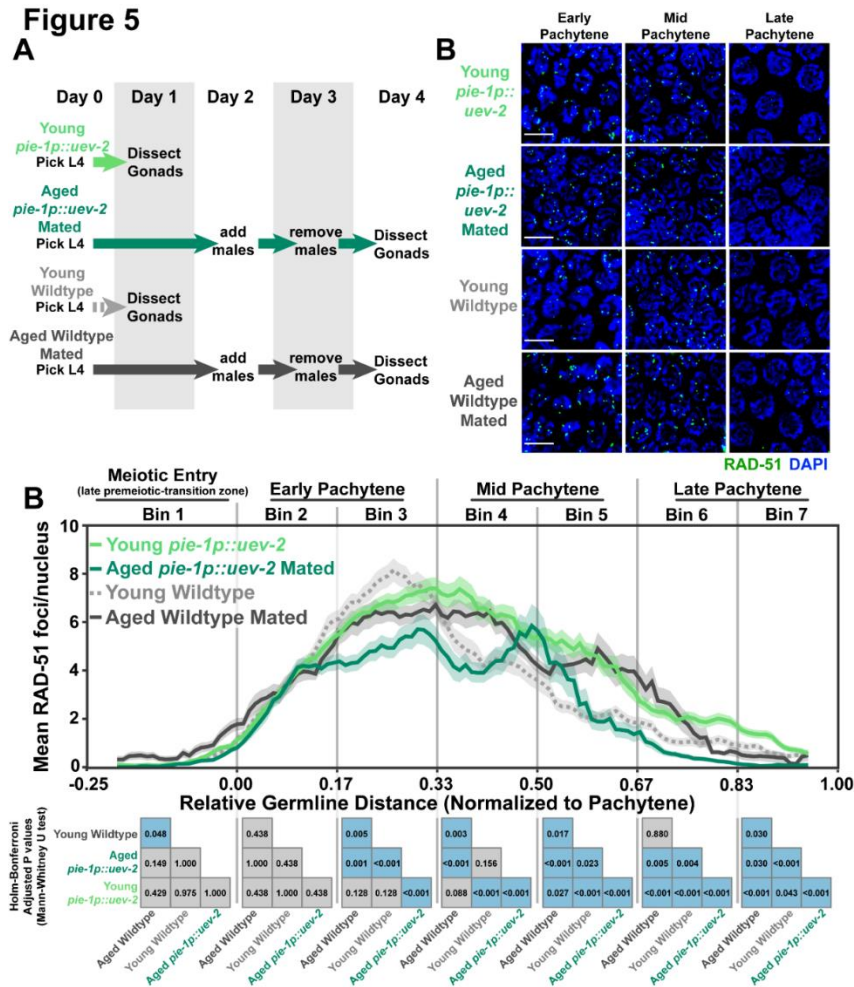 Figure 5
A
Day 0 Day 1 Day 2 Day 3 Day 4
Young
pie-1p::uev-2
Pick L4
Dissect
Gonads
Aged
pie-1p::uev-2
Mated
Pick L4
add
males
remove
males
Dissect
Gonads
Young
Wildtype
Pick L4
Dissect
Gonads
Aged Wildtype
Mated
Pick L4
add
males
remove
males
Dissect
Gonads
B
Early
Pachytene
Mid
Pachytene
Late
Pachytene
Young
pie-1p::
uev-2
Aged
pie-1p::
uev-2
Mated
Young
Wildtype
Aged
Wildtype
Mated
RAD-51 DAPI
B
Meiotic Entry
(late premeiotic-transition zone)
Early Pachytene
Mid Pachytene
Late Pachytene
Bin 1 Bin 2 Bin 3 Bin 4 Bin 5 Bin 6 Bin 7
Mean RAD-51 foci/nucleus
10
8
6
4
2
0
Young pie-1p::uev-2
Aged pie-1p::uev-2 Mated
Young Wildtype
Aged Wildtype Mated
-0.25 0.00 0.17 0.33 0.50 0.67 0.83 1.00
Relative Germline Distance (Normalized to Pachytene)
Holm-Bonferroni
Adjusted P values
(Mann-Whitney U test)
Young Wildtype 0.048 0.438 0.005 0.003 0.017 0.880 0.030
Aged
pie-1p::uev-2
0.149 1.000 1.000 0.438 0.001 <0.001 <0.001 0.156 <0.001 0.023 0.005 0.004 0.030 <0.001
Young
pie-1p::uev-2
0.429 0.975 1.000 0.438 1.000 0.438 0.128 0.128 <0.001 0.088 <0.001 <0.001 0.027 <0.001 <0.001 <0.001 <0.001 <0.001 <0.001 0.043 <0.001
Aged Wildtype
Young Wildtype
Aged pie-1p::uev-2
Aged Wildtype
Young Wildtype
Aged pie-1p::uev-2
Aged Wildtype
Young Wildtype
Aged pie-1p::uev-2
Aged Wildtype
Young Wildtype
Aged pie-1p::uev-2
Aged Wildtype
Young Wildtype
Aged pie-1p::uev-2
Aged Wildtype
Young Wildtype
Aged pie-1p::uev-2
Aged Wildtype
Young Wildtype
Aged pie-1p::uev-2